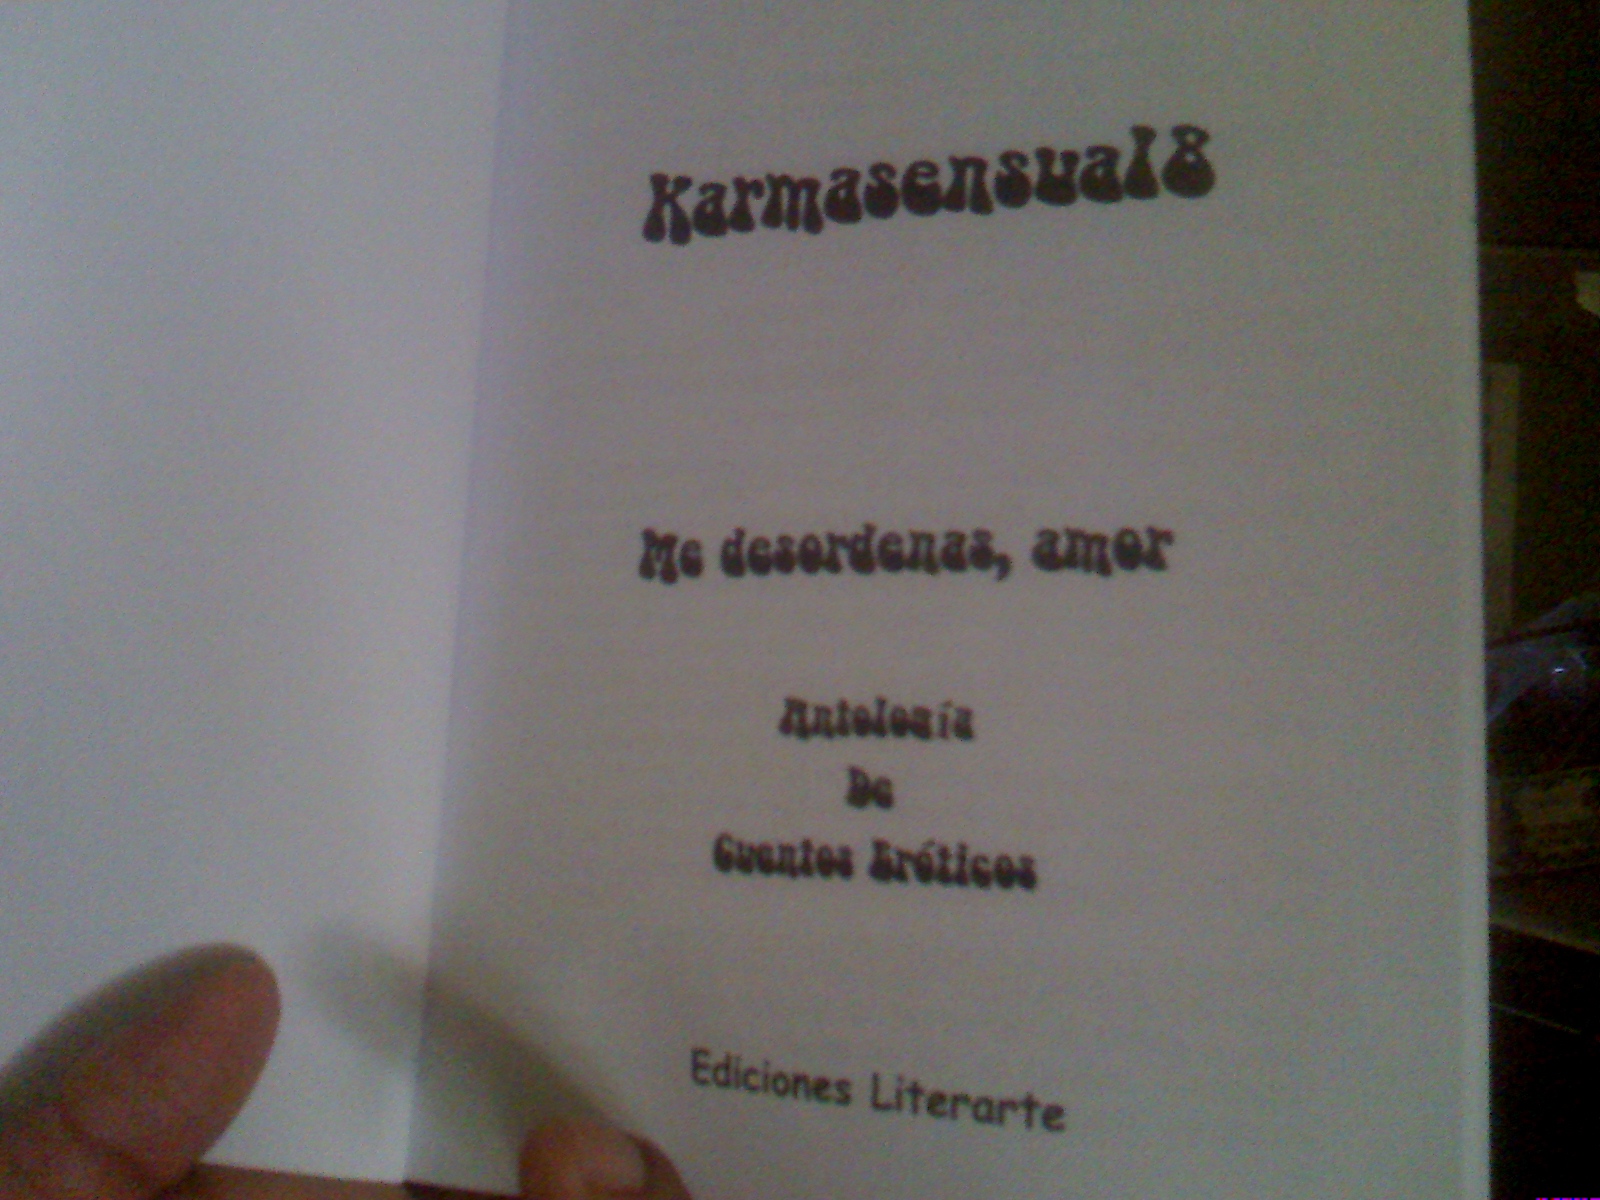 Karmasensual8
Me desordenas, amor
Antología
De
Cuentos Eróticos
Ediciones Literarte